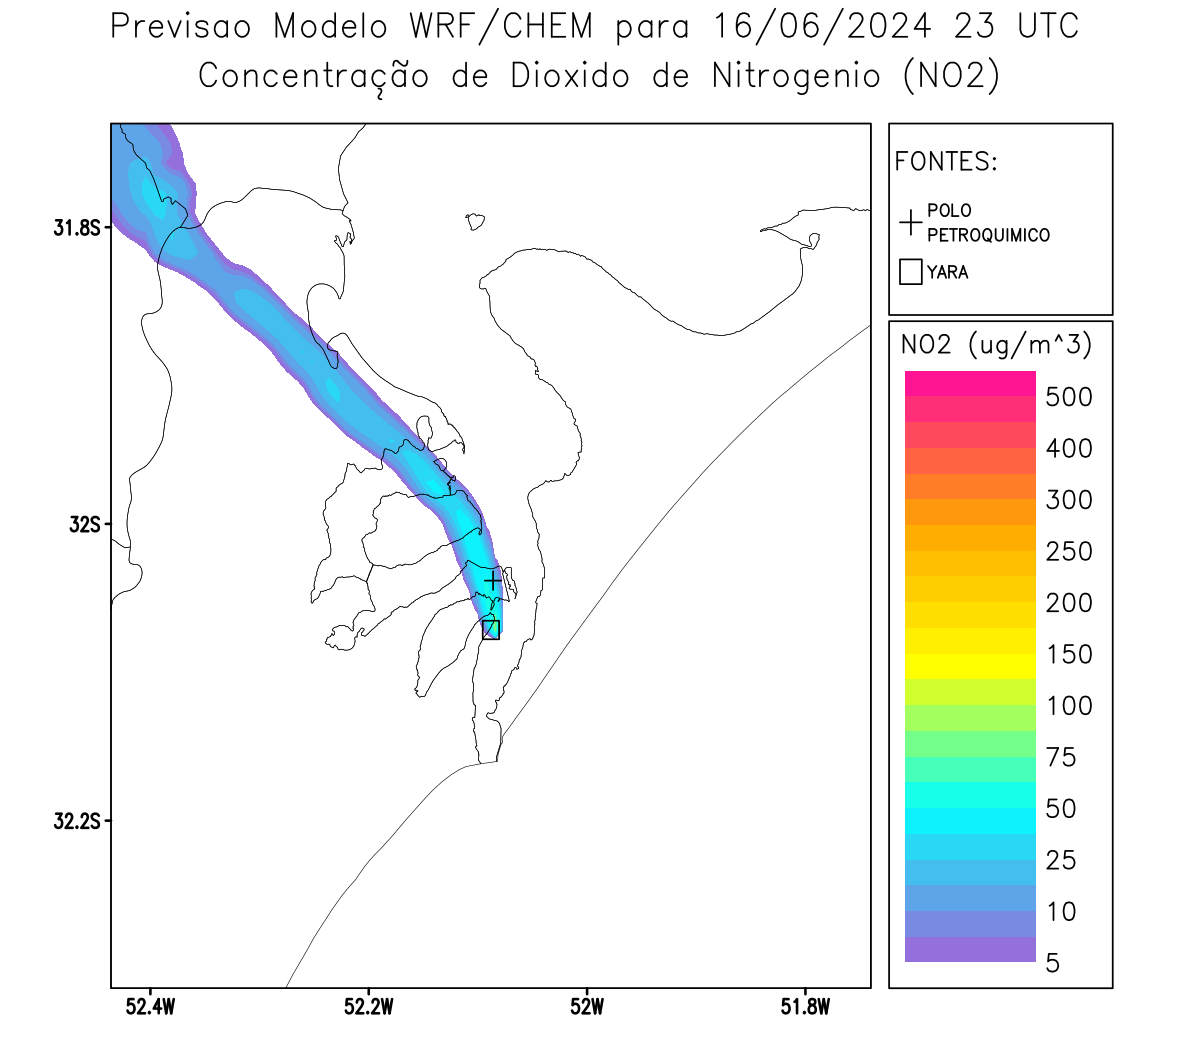 Previsao Modelo WRF/CHEM para 16/06/2024 23 UTC
Concentração de Dioxido de Nitrogenio (NO2)
FONTES:
POLO
PETROQUIMICO
YARA
NO2 (ug/m^3)
500
400
300
250
200
150
100
75
50
25
10
5
31.8S
32S
32.2S
52.4W
52.2W
52W
51.8W